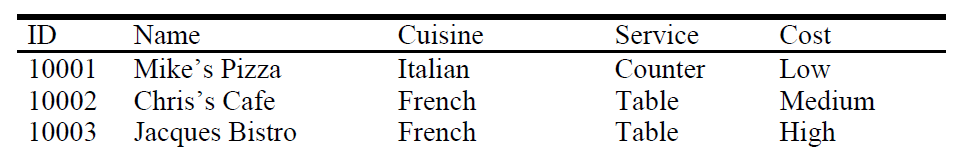 ID Name Cuisine Service Cost
10001 Mike's Pizza Italian Counter Low
10002 Chris's Cafe French Table Medium
10003 Jacques Bistro French Table High